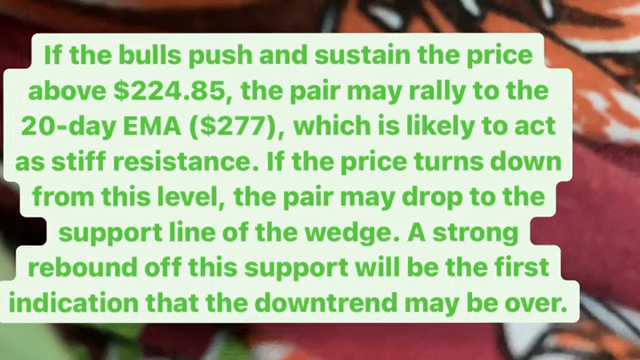 If the bulls push and sustain the price
above $224.85, the pair may rally to the
20-day EMA ($277), which is likely to act
as stiff resistance. If the price turns down
from this level, the pair may drop to the
support line of the wedge. A strong
rebound off this support will be the first
indication that the downtrend may be over.